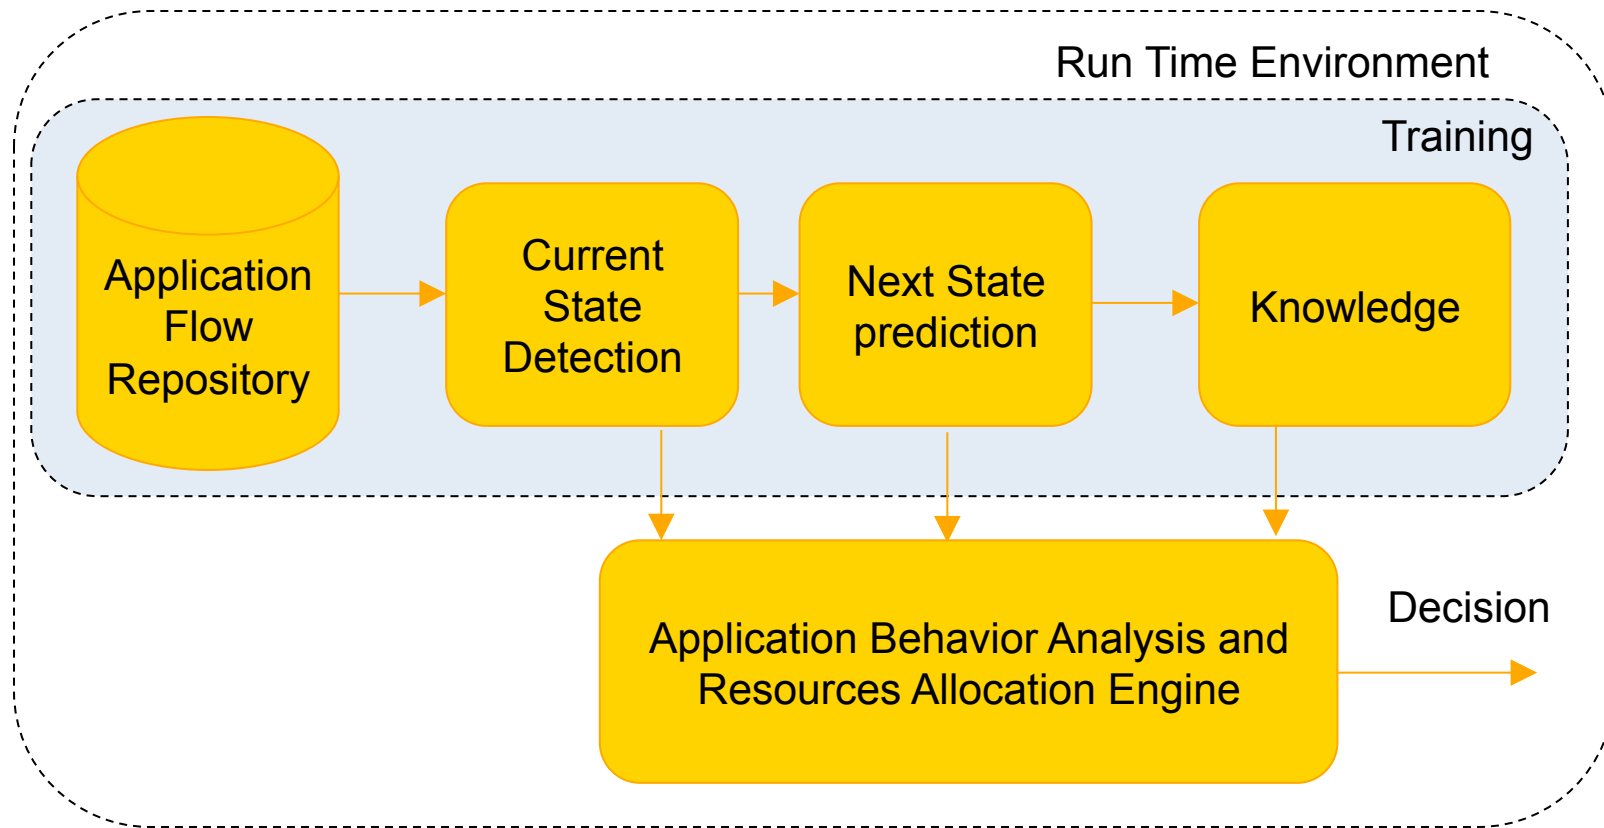 Run Time Environment
Training
Application
Flow
Repository
Current
State
Detection
Next State
prediction
Knowledge
Application Behavior Analysis and
Resources Allocation Engine
Decision